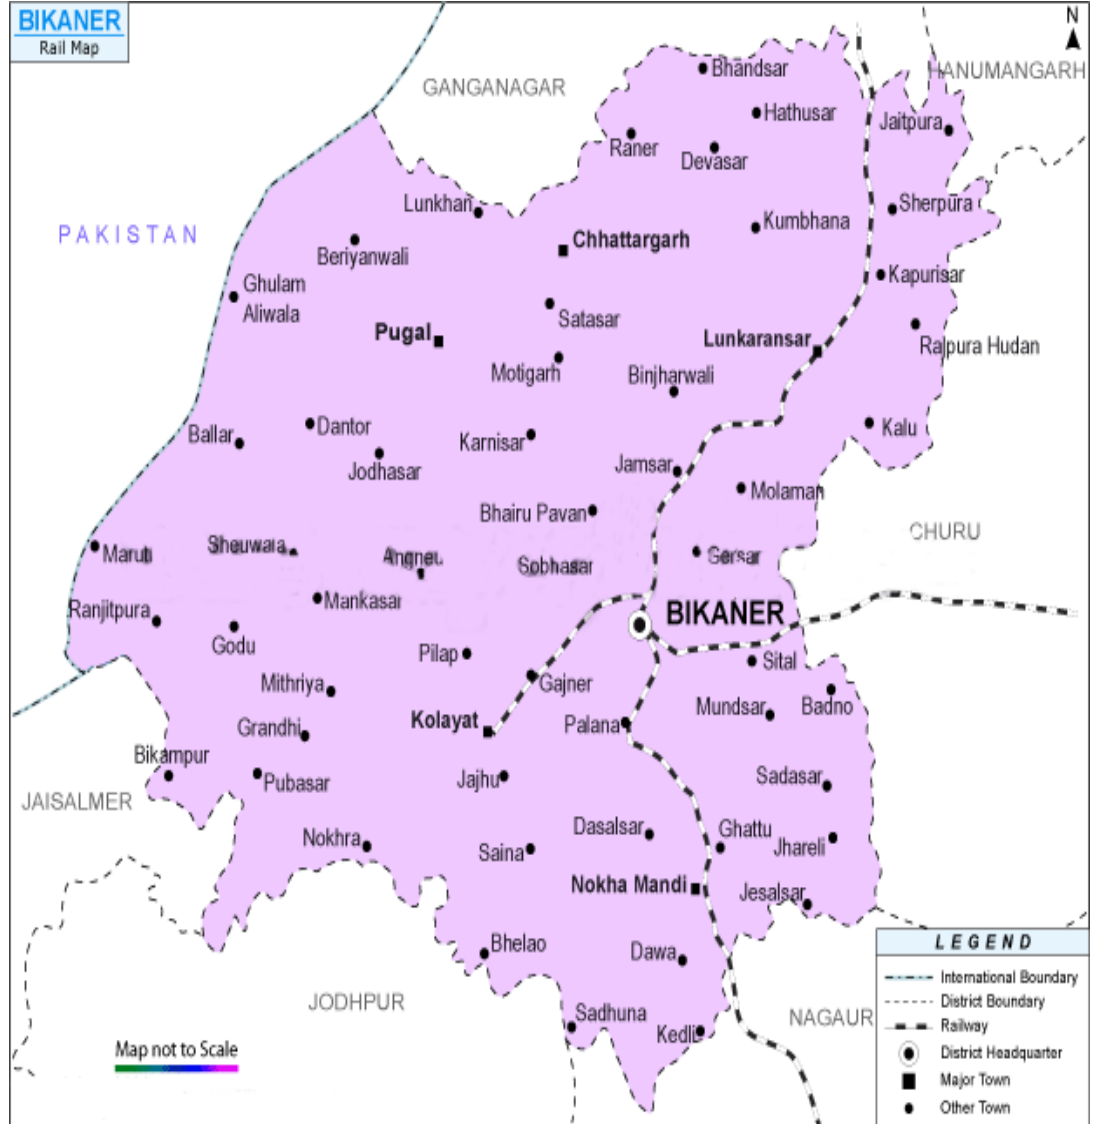 BIKANER
Rail Map
N
GANGANAGAR
HANUMANGARH
Bhandsar
Hathusar
Jaitpura
Raner
Devasar
PAKISTAN
Lunkhan
Sherpura
Kumbhana
Chhattargarh
Beriyanwali
Kapurisar
Ghulam
Aliwala
Satasar
Pugal
Lunkaransar
Rajpura Hudan
Motigarh
Binjharwali
Ballar
Dantor
Karnisar
Kalu
Jodhasar
Jamsar
Molaman
Bhairu Pavan
CHURU
Maruti
Sheuwala
Sobhasar
Gersar
Ranjitpura
Mankasar
BIKANER
Godu
Pilap
Sital
Mithriya
Gajner
Kolayat
Palana
Mundsar
Badno
Grandhi
Bikampur
Pubasar
Jajhu
Sadasar
JAISALMER
Nokhra
Saina
Dasalsar
Ghattu
Jhareli
Nokha Mandi
Jesalsar
Bhelao
Dawa
JODHPUR
Sadhuna
Kedli
NAGAUR
Map not to Scale
LEGEND
International Boundary
District Boundary
Railway
District Headquarter
Major Town
Other Town